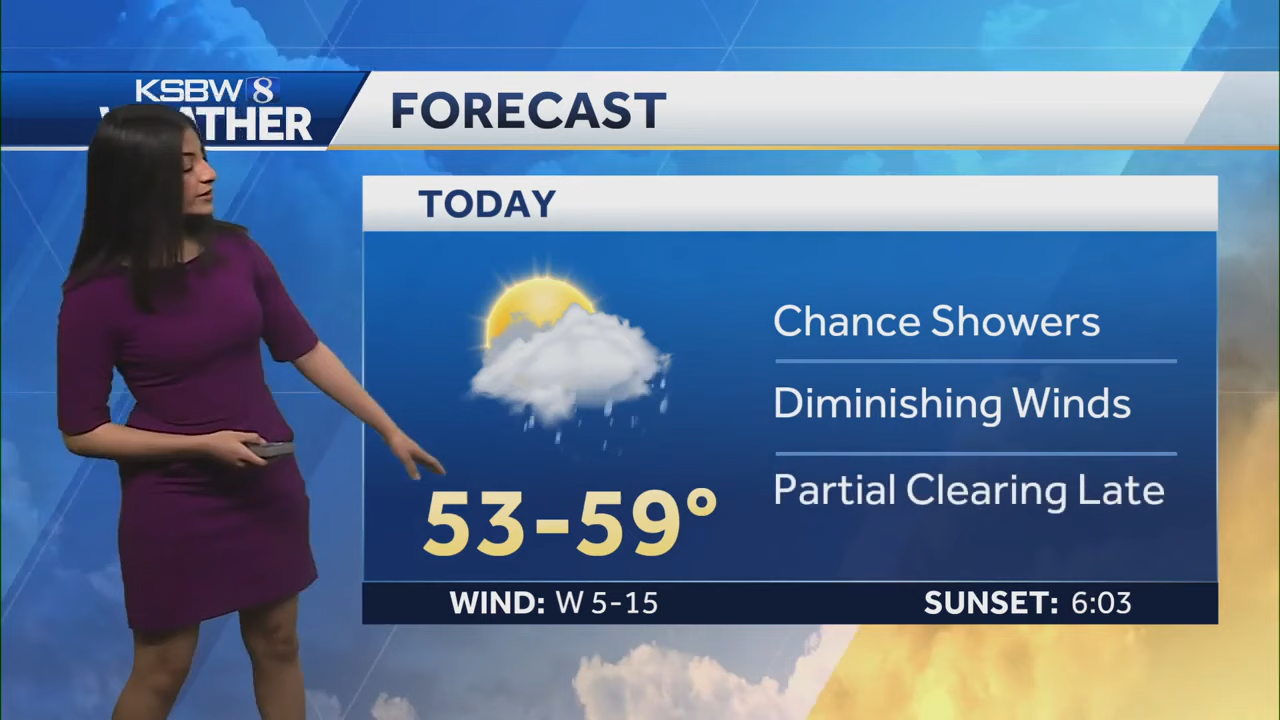 KSBW 8
WEATHER
FORECAST
TODAY
Chance Showers
Diminishing Winds
Partial Clearing Late
53-59°
WIND: W 5-15
SUNSET: 6:03